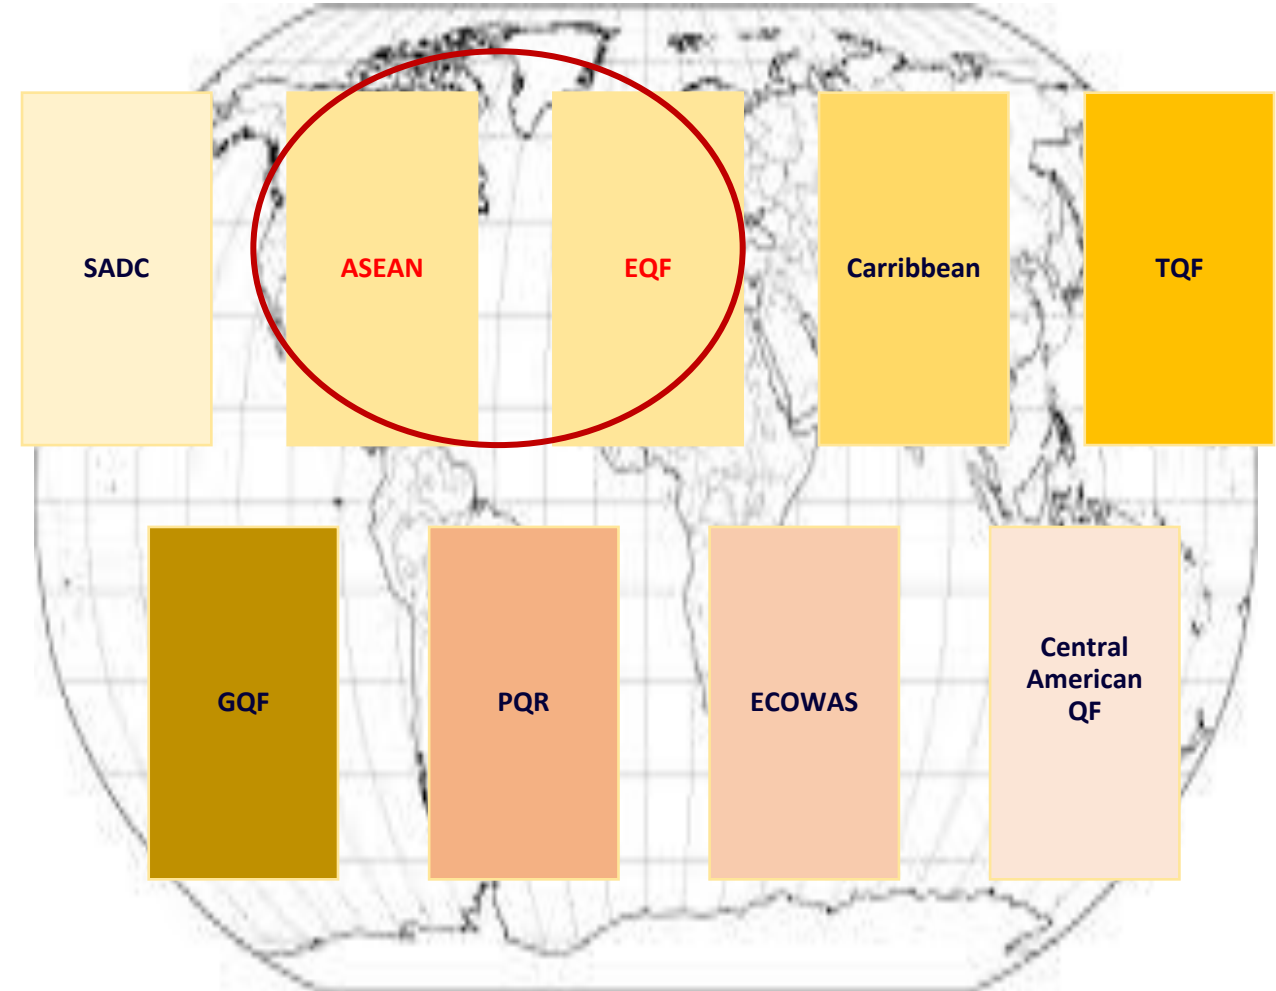 SADC
ASEAN
EQF
Carribbean
TQF
GQF
PQR
ECOWAS
Central
American
QF